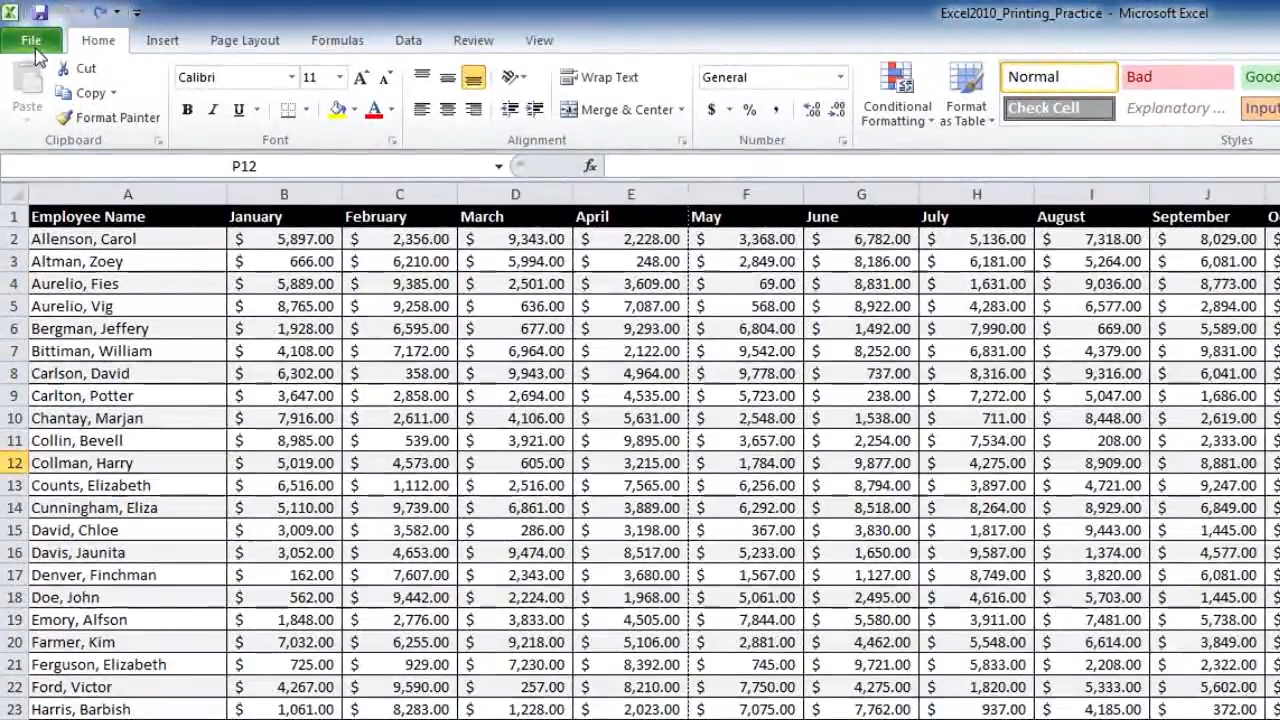 Excel2010_Printing_Practice - Microsoft Excel
File Home Insert Page Layout Formulas Data Review View
Paste
Cut
Copy
Format Painter
Calibri 11
B I U
Wrap Text
Merge & Center
General
$ % ,
Conditional Formatting
Format as Table
Normal Bad Good
Check Cell Explanatory ... Inpu
Clipboard Font Alignment Number Styles
P12 fx
A B C D E F G H I J
1 Employee Name January February March April May June July August September O
2 Allenson, Carol $ 5,897.00 $ 2,356.00 $ 9,343.00 $ 2,228.00 $ 3,368.00 $ 6,782.00 $ 5,136.00 $ 7,318.00 $ 8,029.00 $
3 Altman, Zoey $ 666.00 $ 6,210.00 $ 5,994.00 $ 248.00 $ 2,849.00 $ 8,186.00 $ 6,181.00 $ 5,264.00 $ 6,081.00 $
4 Aurelio, Fies $ 5,889.00 $ 9,385.00 $ 2,501.00 $ 3,609.00 $ 69.00 $ 8,831.00 $ 1,631.00 $ 9,036.00 $ 8,773.00 $
5 Aurelio, Vig $ 8,765.00 $ 9,258.00 $ 636.00 $ 7,087.00 $ 568.00 $ 8,922.00 $ 4,283.00 $ 6,577.00 $ 2,894.00 $
6 Bergman, Jeffery $ 1,928.00 $ 6,595.00 $ 677.00 $ 9,293.00 $ 6,804.00 $ 1,492.00 $ 7,990.00 $ 669.00 $ 5,589.00 $
7 Bittiman, William $ 4,108.00 $ 7,172.00 $ 6,964.00 $ 2,122.00 $ 9,542.00 $ 8,252.00 $ 6,831.00 $ 4,379.00 $ 9,831.00 $
8 Carlson, David $ 6,302.00 $ 358.00 $ 9,943.00 $ 4,964.00 $ 9,778.00 $ 737.00 $ 8,316.00 $ 9,316.00 $ 6,041.00 $
9 Carlton, Potter $ 3,647.00 $ 2,858.00 $ 2,694.00 $ 4,535.00 $ 5,723.00 $ 238.00 $ 7,272.00 $ 5,047.00 $ 1,686.00 $
10 Chantay, Marjan $ 7,916.00 $ 2,611.00 $ 4,106.00 $ 5,631.00 $ 2,548.00 $ 1,538.00 $ 711.00 $ 8,448.00 $ 2,619.00 $
11 Collin, Bevell $ 8,985.00 $ 539.00 $ 3,921.00 $ 9,895.00 $ 3,657.00 $ 2,254.00 $ 7,534.00 $ 208.00 $ 2,333.00 $
12 Collman, Harry $ 5,019.00 $ 4,573.00 $ 605.00 $ 3,215.00 $ 1,784.00 $ 9,877.00 $ 4,275.00 $ 8,909.00 $ 8,881.00 $
13 Counts, Elizabeth $ 6,516.00 $ 1,112.00 $ 2,516.00 $ 7,565.00 $ 6,256.00 $ 8,794.00 $ 3,897.00 $ 4,721.00 $ 9,247.00 $
14 Cunningham, Eliza $ 5,110.00 $ 9,739.00 $ 6,861.00 $ 3,889.00 $ 6,292.00 $ 8,518.00 $ 8,264.00 $ 8,929.00 $ 6,849.00 $
15 David, Chloe $ 3,009.00 $ 3,582.00 $ 286.00 $ 3,198.00 $ 367.00 $ 3,830.00 $ 1,817.00 $ 9,443.00 $ 1,445.00 $
16 Davis, Jaunita $ 3,052.00 $ 4,653.00 $ 9,474.00 $ 8,517.00 $ 5,233.00 $ 1,650.00 $ 9,587.00 $ 1,374.00 $ 4,577.00 $
17 Denver, Finchman $ 162.00 $ 7,607.00 $ 2,343.00 $ 3,680.00 $ 1,567.00 $ 1,127.00 $ 8,749.00 $ 3,820.00 $ 6,081.00 $
18 Doe, John $ 562.00 $ 9,442.00 $ 2,224.00 $ 1,968.00 $ 5,061.00 $ 2,495.00 $ 4,616.00 $ 5,703.00 $ 1,445.00 $
19 Emory, Alfson $ 1,848.00 $ 2,776.00 $ 3,833.00 $ 4,505.00 $ 7,844.00 $ 5,580.00 $ 3,911.00 $ 7,481.00 $ 5,738.00 $
20 Farmer, Kim $ 7,032.00 $ 6,255.00 $ 9,218.00 $ 5,106.00 $ 2,881.00 $ 4,462.00 $ 5,548.00 $ 6,614.00 $ 3,849.00 $
21 Ferguson, Elizabeth $ 725.00 $ 929.00 $ 7,230.00 $ 8,392.00 $ 745.00 $ 9,721.00 $ 5,833.00 $ 2,208.00 $ 2,322.00 $
22 Ford, Victor $ 4,267.00 $ 9,590.00 $ 257.00 $ 8,210.00 $ 7,750.00 $ 4,275.00 $ 1,820.00 $ 5,333.00 $ 5,602.00 $
23 Harris, Barbish $ 1,061.00 $ 8,283.00 $ 1,228.00 $ 2,023.00 $ 7,075.00 $ 7,762.00 $ 937.00 $ 4,185.00 $ 372.00 $